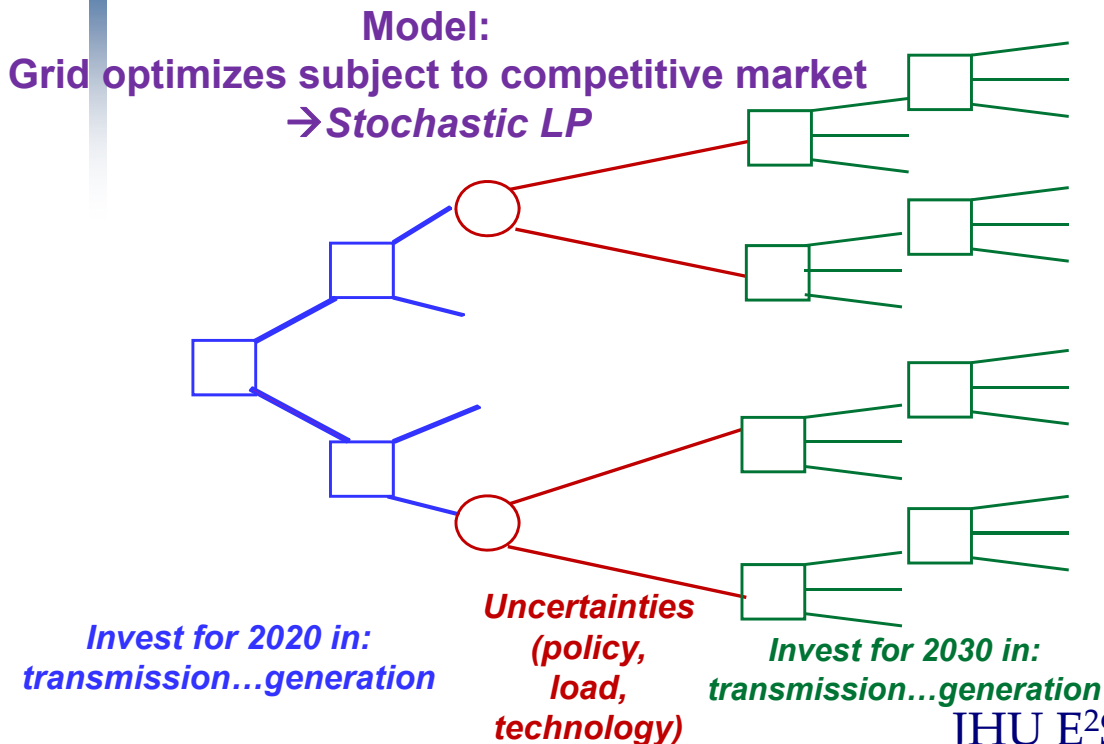 Model:
Grid optimizes subject to competitive market
→Stochastic LP
Invest for 2020 in:
transmission...generation
Uncertainties
(policy,
load,
technology)
Invest for 2030 in:
transmission...generation
JHU